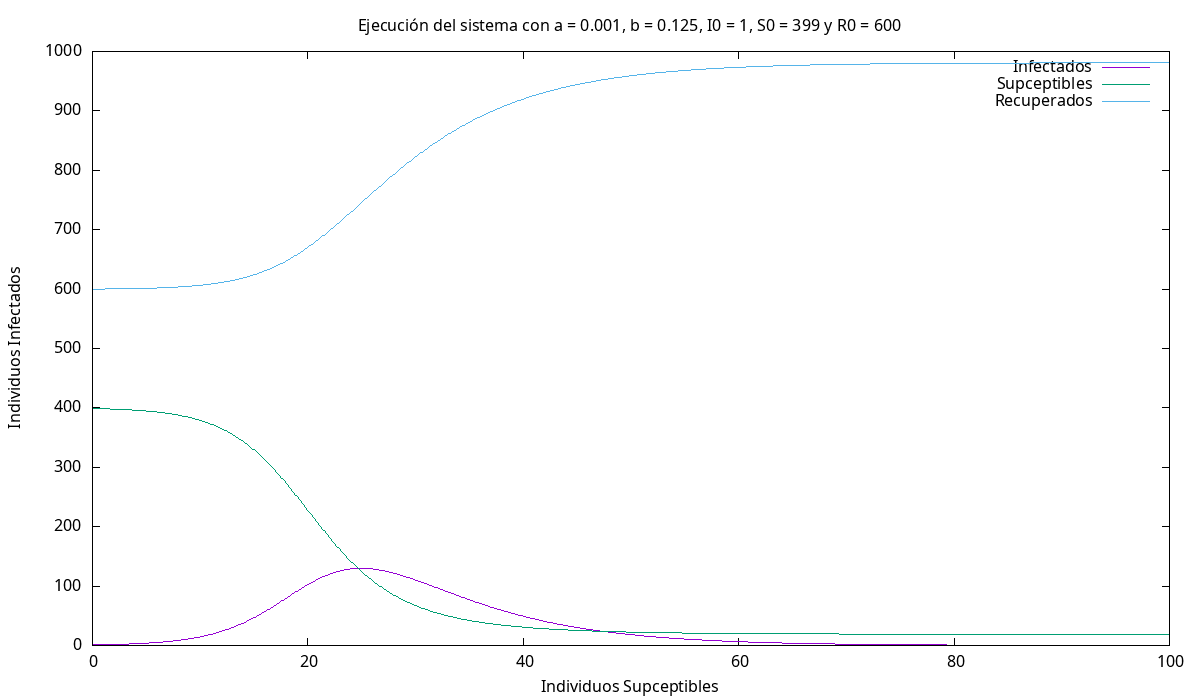 Ejecución del sistema con a = 0.001, b = 0.125, I0 = 1, S0 = 399 y R0 = 600
1000
900
800
700
600
500
400
300
200
100
0
Individuos Infectados
Infectados
Supceptibles
Recuperados
0 20 40 60 80 100
Individuos Supceptibles